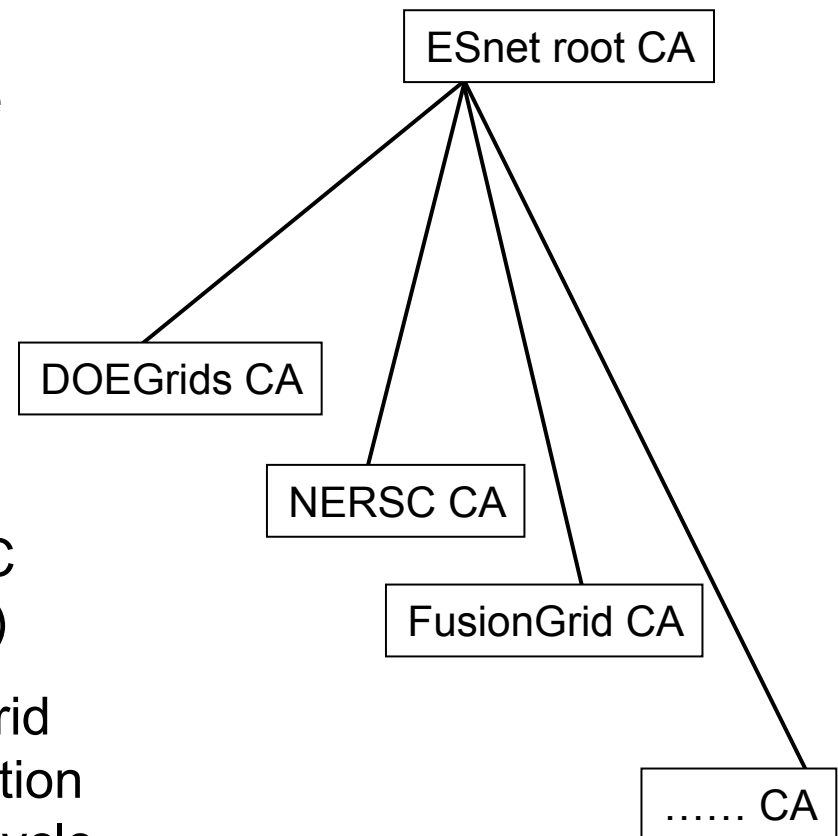 ESnet root CA
DOEGrids CA
NERSC CA
FusionGrid CA
...... CA